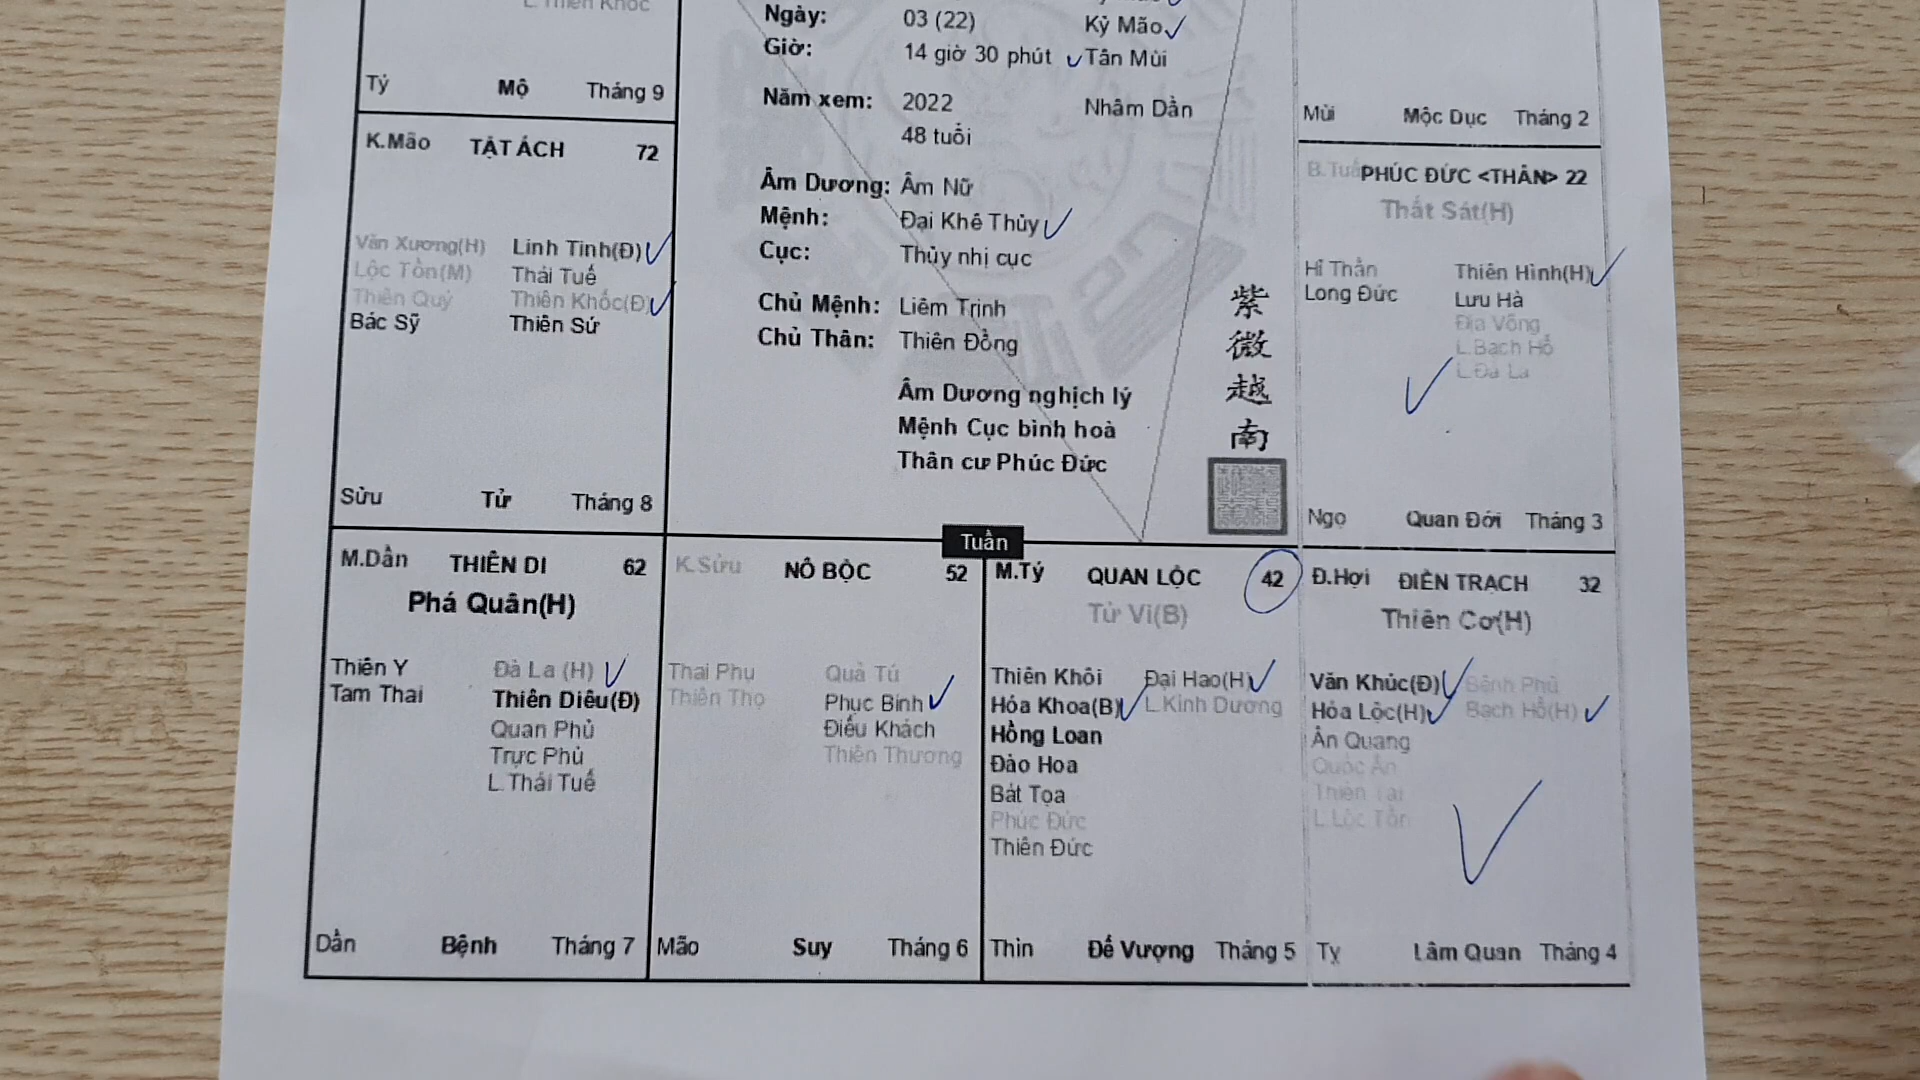 L.Thiên Khốc
Tý Mộ Tháng 9
K.Mão TẬT ÁCH 72
Văn Xương(H) Linh Tinh(Đ)
Lộc Tồn(M) Thái Tuế
Thiên Quý Thiên Khốc(Đ)
Bác Sỹ Thiên Sứ
Sửu Tử Tháng 8
Ngày: 03 (22) Kỷ Mão
Giờ: 14 giờ 30 phút Tân Mùi
Năm xem: 2022 Nhâm Dần
48 tuổi
Âm Dương: Âm Nữ
Mệnh: Đại Khê Thủy
Cục: Thủy nhị cục
Chủ Mệnh: Liêm Trinh
Chủ Thân: Thiên Đồng
Âm Dương nghịch lý
Mệnh Cục bình hoà
Thân cư Phúc Đức
紫
微
越
南
Mùi Mộc Dục Tháng 2
PHÚC ĐỨC <THÂN> 22
Thất Sát(H)
Hỉ Thần Thiên Hình(H)
Long Đức Lưu Hà
Địa Võng
L.Bạch Hổ
L.Đà La
Ngọ Quan Đới Tháng 3
Tuần
M.Dần THIÊN DI 62
Phá Quân(H)
Thiên Y Đà La (H)
Tam Thai Thiên Diêu(Đ)
Quan Phủ
Trực Phù
L.Thái Tuế
Dần Bệnh Tháng 7
K.Sửu NÔ BỘC 52
Thai Phụ Quả Tú
Thiên Thọ Phục Binh
Điếu Khách
Thiên Thương
Mão Suy Tháng 6
M.Tý QUAN LỘC 42
Tử Vi(B)
Thiên Khôi Đại Hao(H)
Hóa Khoa(B) L.Kình Dương
Hồng Loan
Đào Hoa
Bát Tọa
Phúc Đức
Thiên Đức
Thìn Đế Vượng Tháng 5
Đ.Hợi ĐIỀN TRẠCH 32
Thiên Cơ(H)
Văn Khúc(Đ) Bệnh Phù
Hóa Lộc(H) Bạch Hổ(H)
Ân Quang
Quốc Ấn
Thiên Tài
L.Lộc Tồn
Tỵ Lâm Quan Tháng 4